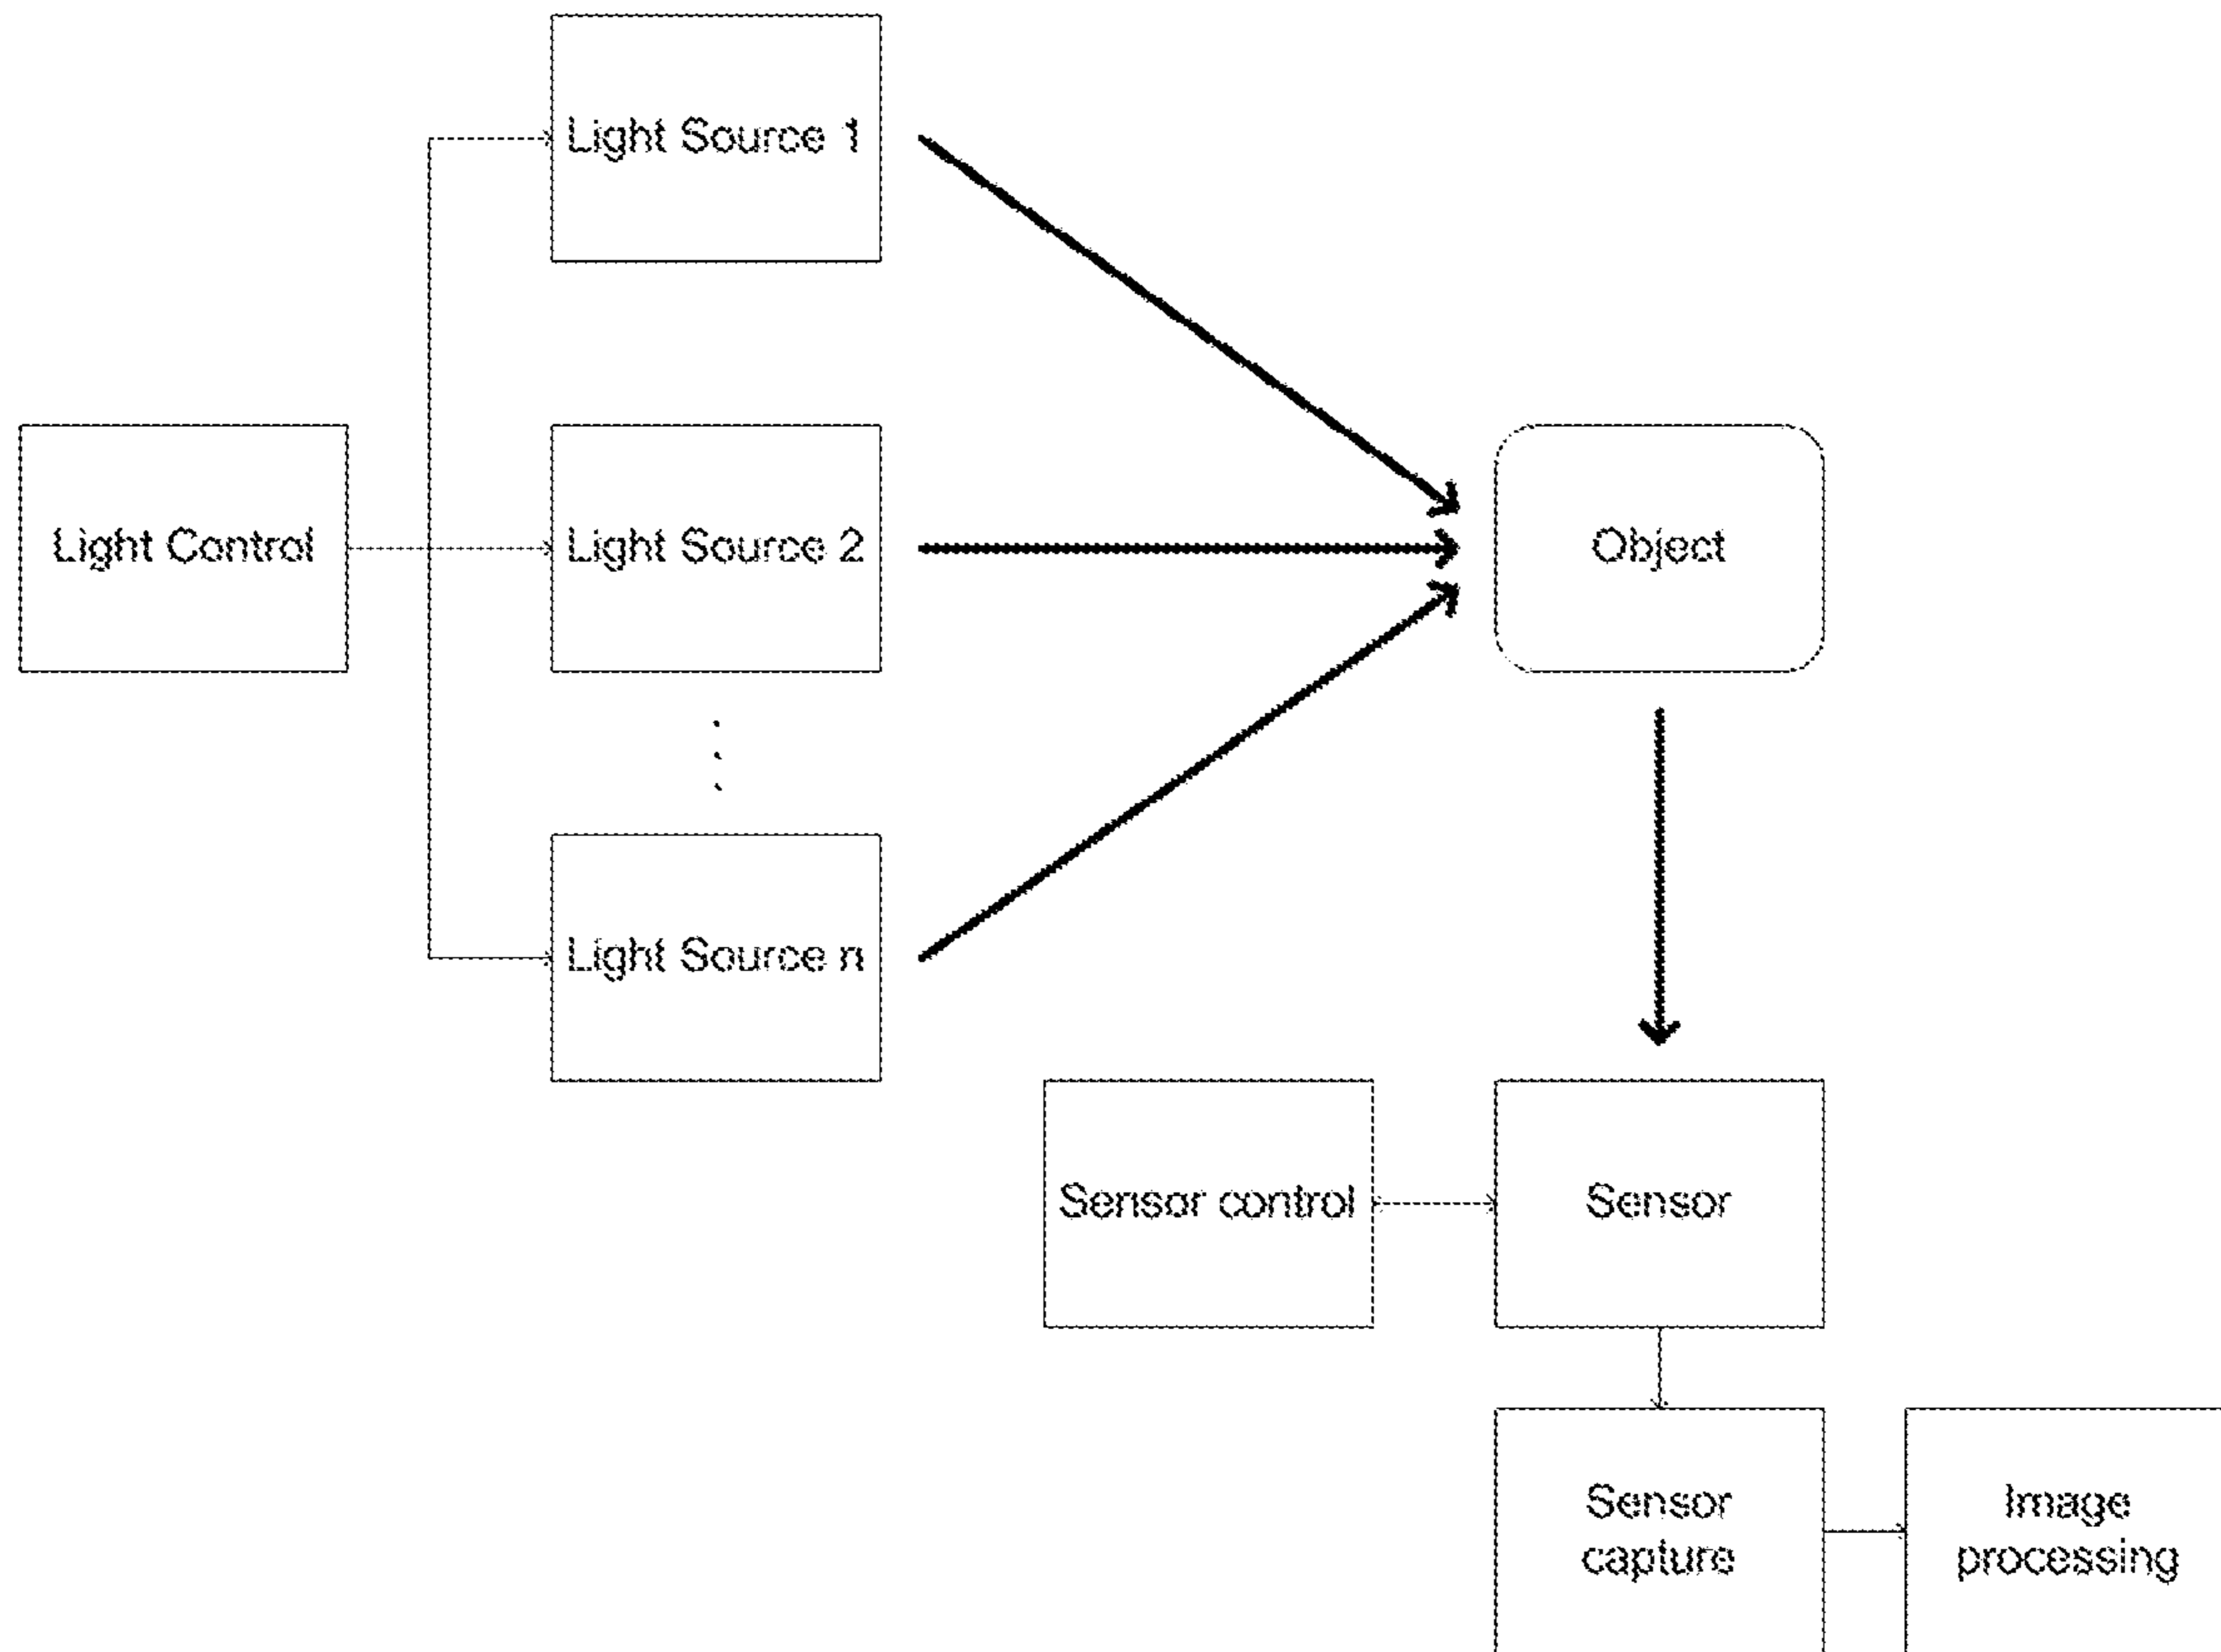 Light Source 1
Light Control
Light Source 2
Object
Light Source n
Sensor control
Sensor
Sensor
capture
Image
processing